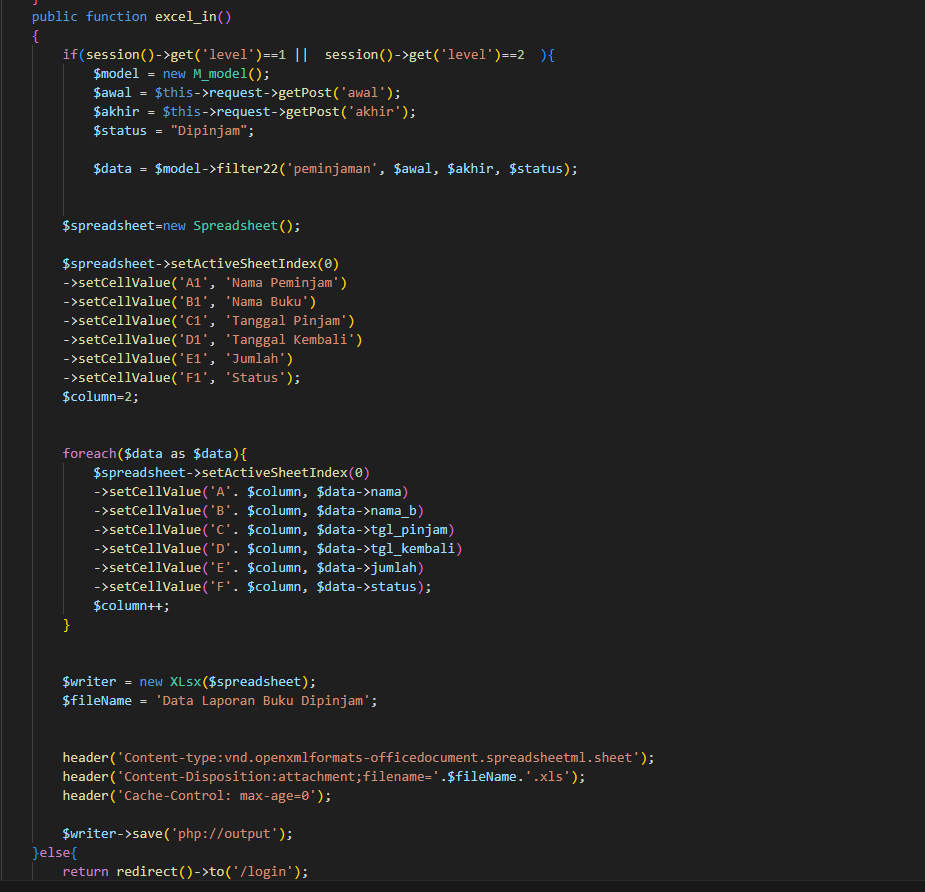 }
public function excel_in()
{
if(session()->get('level')==1 ||  session()->get('level')==2  ){
$model = new M_model();
$awal = $this->request->getPost('awal');
$akhir = $this->request->getPost('akhir');
$status = "Dipinjam";
$data = $model->filter22('peminjaman', $awal, $akhir, $status);
$spreadsheet=new Spreadsheet();
$spreadsheet->setActiveSheetIndex(0)
->setCellValue('A1', 'Nama Peminjam')
->setCellValue('B1', 'Nama Buku')
->setCellValue('C1', 'Tanggal Pinjam')
->setCellValue('D1', 'Tanggal Kembali')
->setCellValue('E1', 'Jumlah')
->setCellValue('F1', 'Status');
$column=2;
foreach($data as $data){
$spreadsheet->setActiveSheetIndex(0)
->setCellValue('A'. $column, $data->nama)
->setCellValue('B'. $column, $data->nama_b)
->setCellValue('C'. $column, $data->tgl_pinjam)
->setCellValue('D'. $column, $data->tgl_kembali)
->setCellValue('E'. $column, $data->jumlah)
->setCellValue('F'. $column, $data->status);
$column++;
}
$writer = new XLsx($spreadsheet);
$fileName = 'Data Laporan Buku Dipinjam';
header('Content-type:vnd.openxmlformats-officedocument.spreadsheetml.sheet');
header('Content-Disposition:attachment;filename='.$fileName.'.xls');
header('Cache-Control: max-age=0');
$writer->save('php://output');
}else{
return redirect()->to('/login');